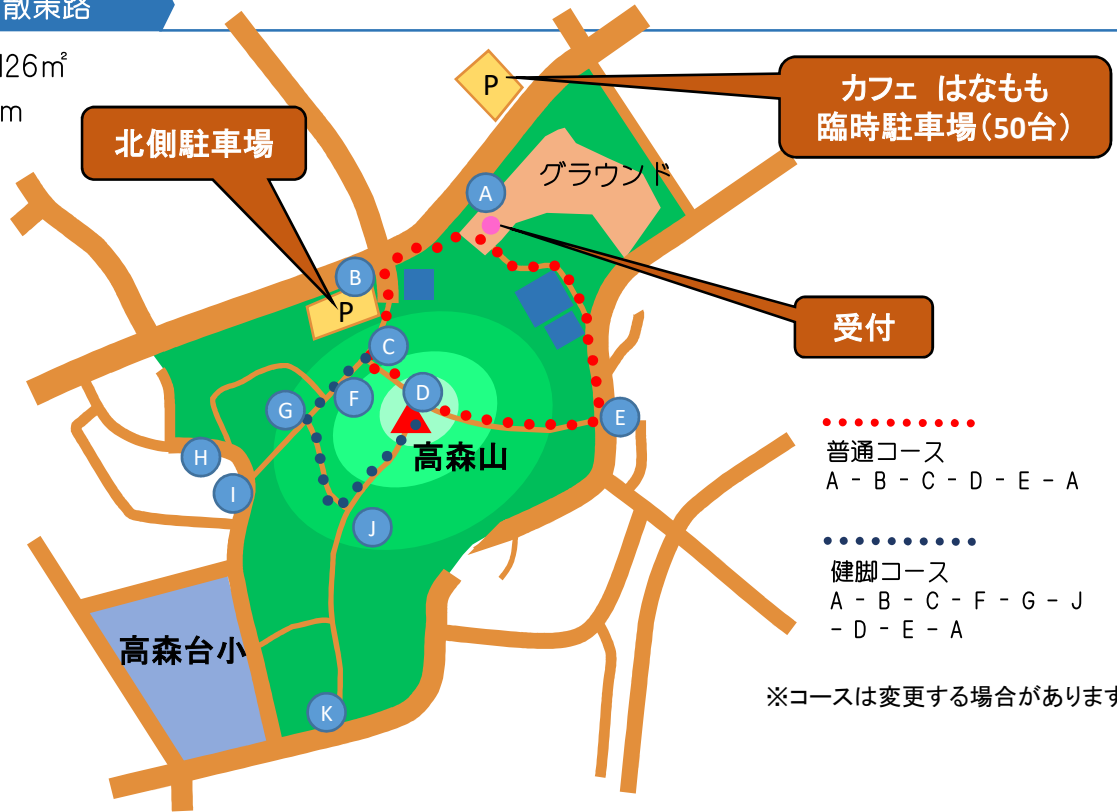 散策路
126㎡
m
P
カフェ　はなもも
臨時駐車場（50台）
北側駐車場
グラウンド
A
B
P
受付
C
D
F
G
E
高森山
H
I
J
普通コース
A - B - C - D - E - A
健脚コース
A - B - C - F - G - J
- D - E - A
高森台小
K
※コースは変更する場合があります